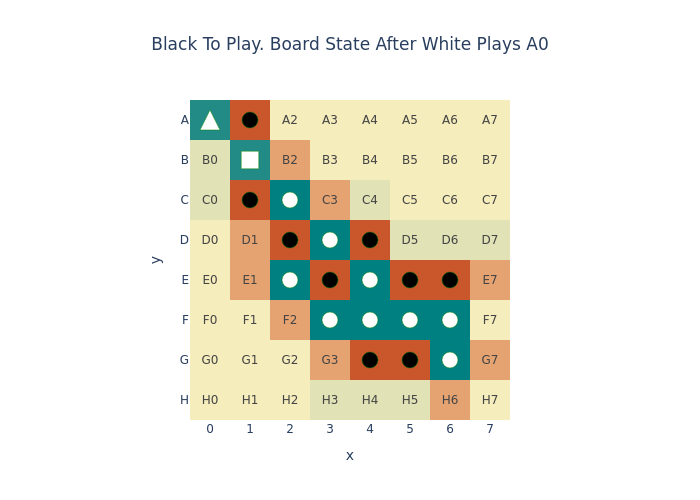 Black To Play. Board State After White Plays A0
A A2 A3 A4 A5 A6 A7
B B0 B2 B3 B4 B5 B6 B7
C C0 C3 C4 C5 C6 C7
D D0 D1 D5 D6 D7
y
E E0 E1 E7
F F0 F1 F2 F7
G G0 G1 G2 G3 G7
H H0 H1 H2 H3 H4 H5 H6 H7
0 1 2 3 4 5 6 7
x